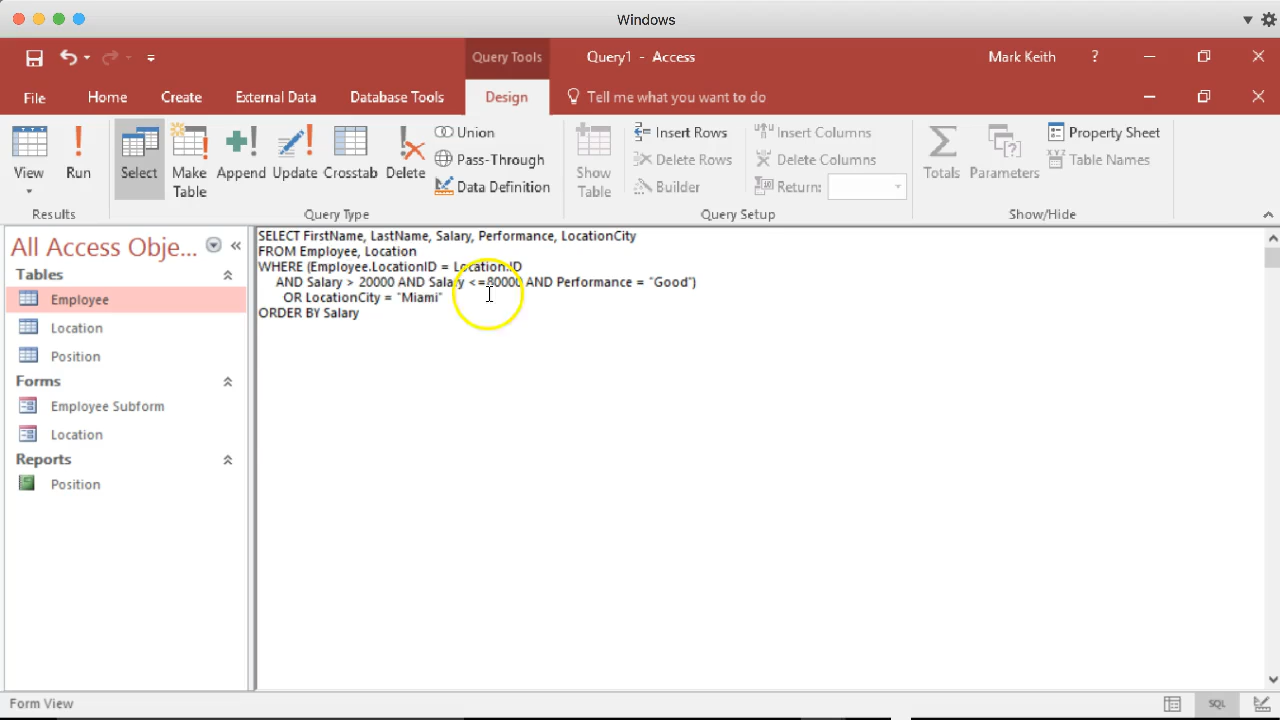 Windows
Query Tools
Query1 - Access
Mark Keith
?
File
Home
Create
External Data
Database Tools
Design
Tell me what you want to do
View
Run
Select
Make Table
Append
Update
Crosstab
Delete
Union
Pass-Through
Data Definition
Show Table
Insert Rows
Delete Rows
Builder
Insert Columns
Delete Columns
Return:
Totals
Parameters
Property Sheet
Table Names
Results
Query Type
Query Setup
Show/Hide
All Access Obje...
Tables
Employee
Location
Position
Forms
Employee Subform
Location
Reports
Position
SELECT FirstName, LastName, Salary, Performance, LocationCity
FROM Employee, Location
WHERE (Employee.LocationID = Location.ID
AND Salary > 20000 AND Salary <=80000 AND Performance = "Good")
OR LocationCity = "Miami"
ORDER BY Salary
Form View
SQL